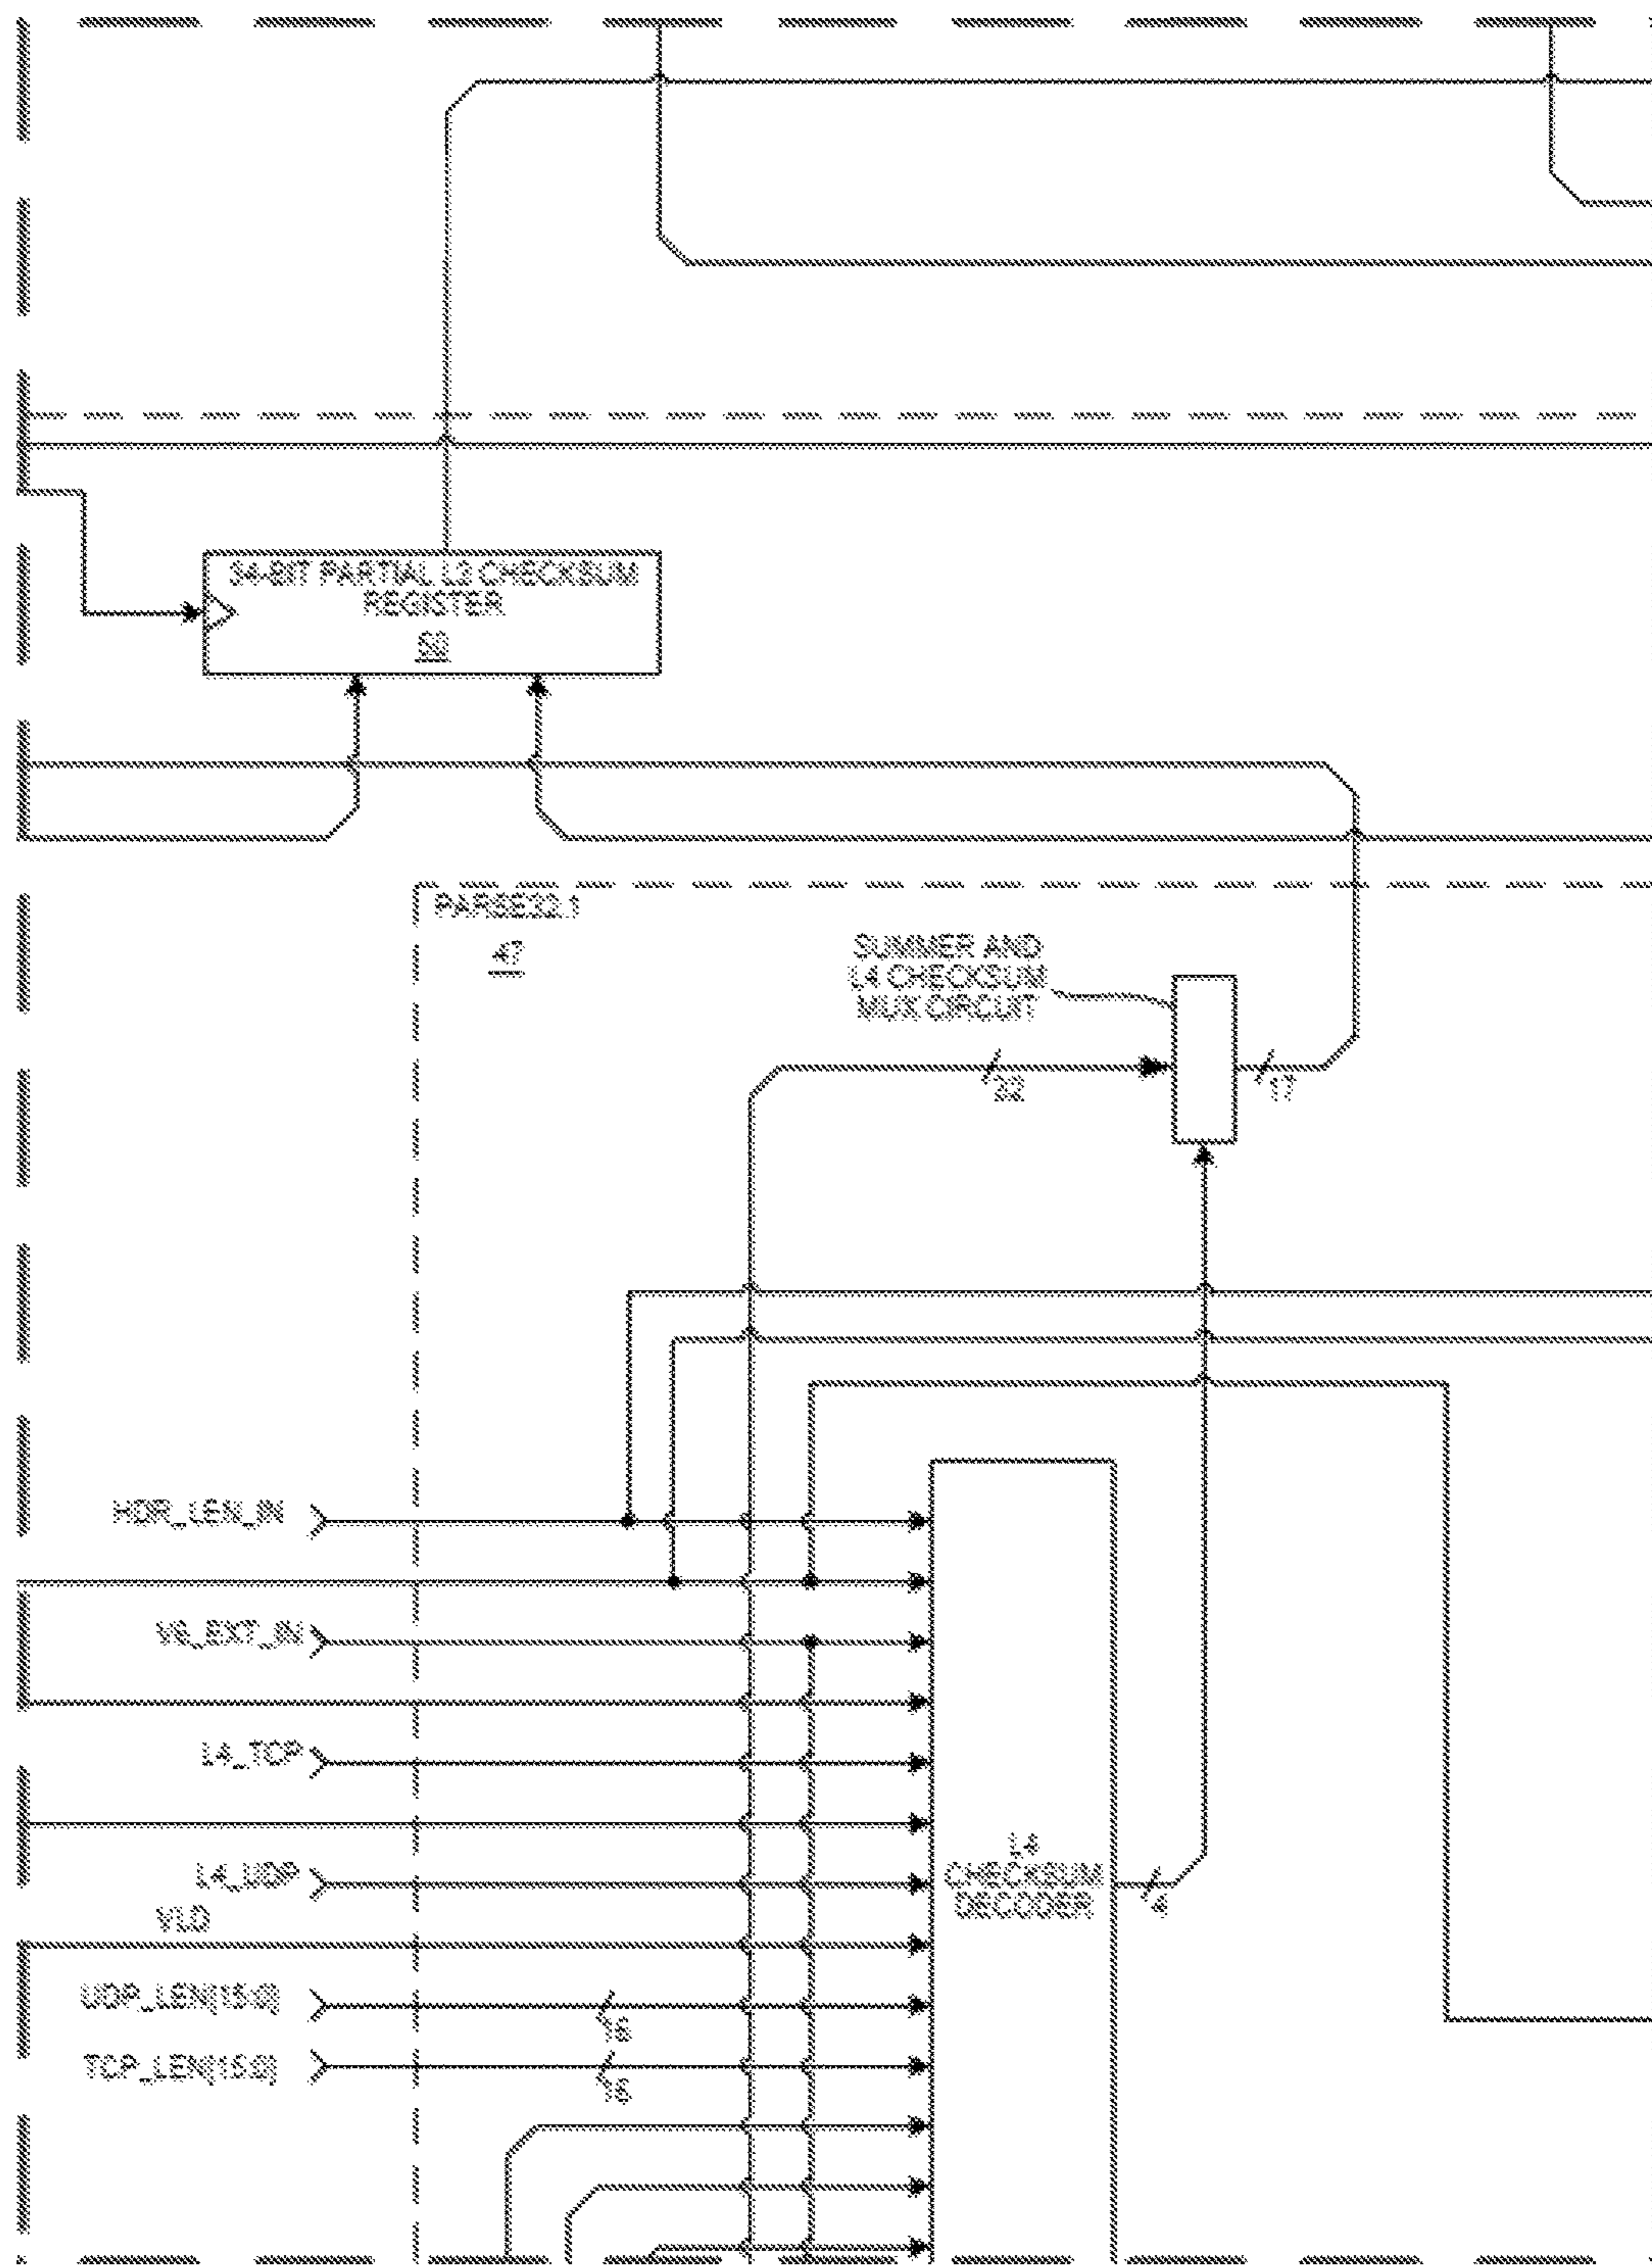 34-BIT PARTIAL L2 CHECKSUM
REGISTER
50
PARSE32.1
47
SUMMER AND
L4 CHECKSUM
MUX CIRCUIT
22
17
HDR_LEN_IN
V6_EXT_IN
L4_TCP
L4_UDP
VLD
L4
CHECKSUM
DECODER
4
UDP_LEN[15:0]
16
TCP_LEN[15:0]
16